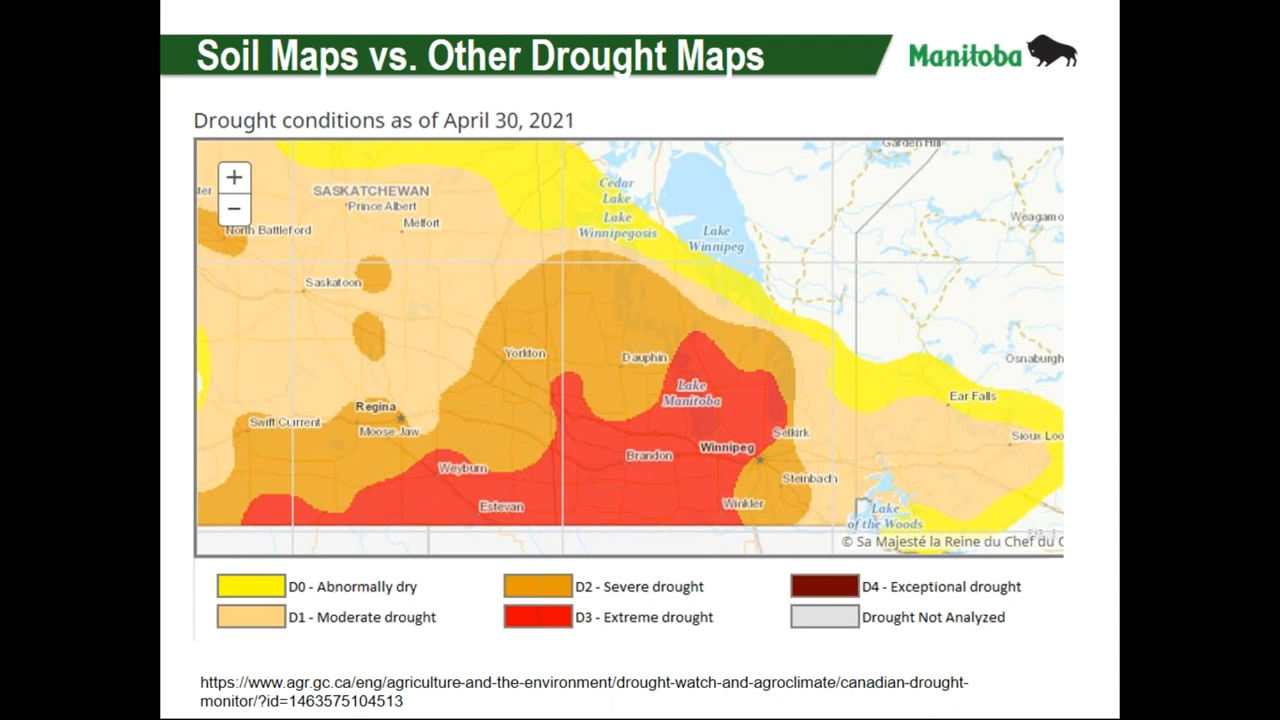 Soil Maps vs. Other Drought Maps
Manitoba
Drought conditions as of April 30, 2021
+
−
Garden Hill
SASKATCHEWAN
Prince Albert
Cedar
Lake
Lake
Winnipegosis
Melfort
North Battleford
Lake
Winnipeg
Weagamo
Saskatoon
Yorkton
Dauphin
Osnaburgh
Lake
Manitoba
Ear Falls
Regina
Swift Current
Moose Jaw
Selkirk
Sioux Loo
Winnipeg
Brandon
Weyburn
Steinbach
Estevan
Winkler
Lake
of the Woods
© Sa Majesté la Reine du Chef du C
D0 - Abnormally dry
D2 - Severe drought
D4 - Exceptional drought
D1 - Moderate drought
D3 - Extreme drought
Drought Not Analyzed
https://www.agr.gc.ca/eng/agriculture-and-the-environment/drought-watch-and-agroclimate/canadian-drought-
monitor/?id=1463575104513